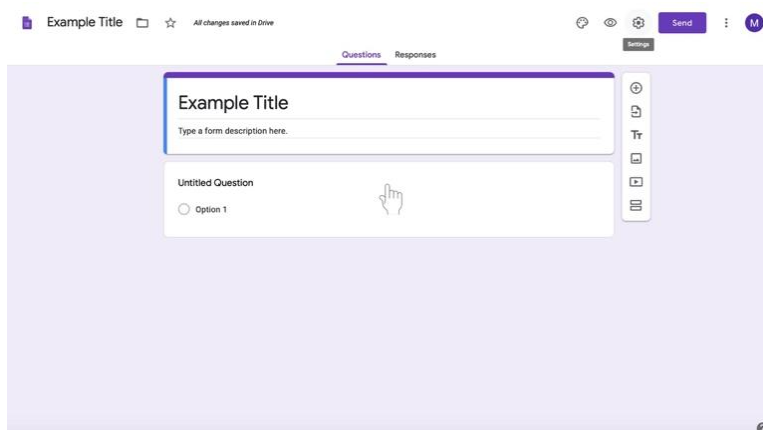 Example Title
All changes saved in Drive
Send
M
Settings
Questions Responses
Example Title
Type a form description here.
Tт
Untitled Question
Option 1